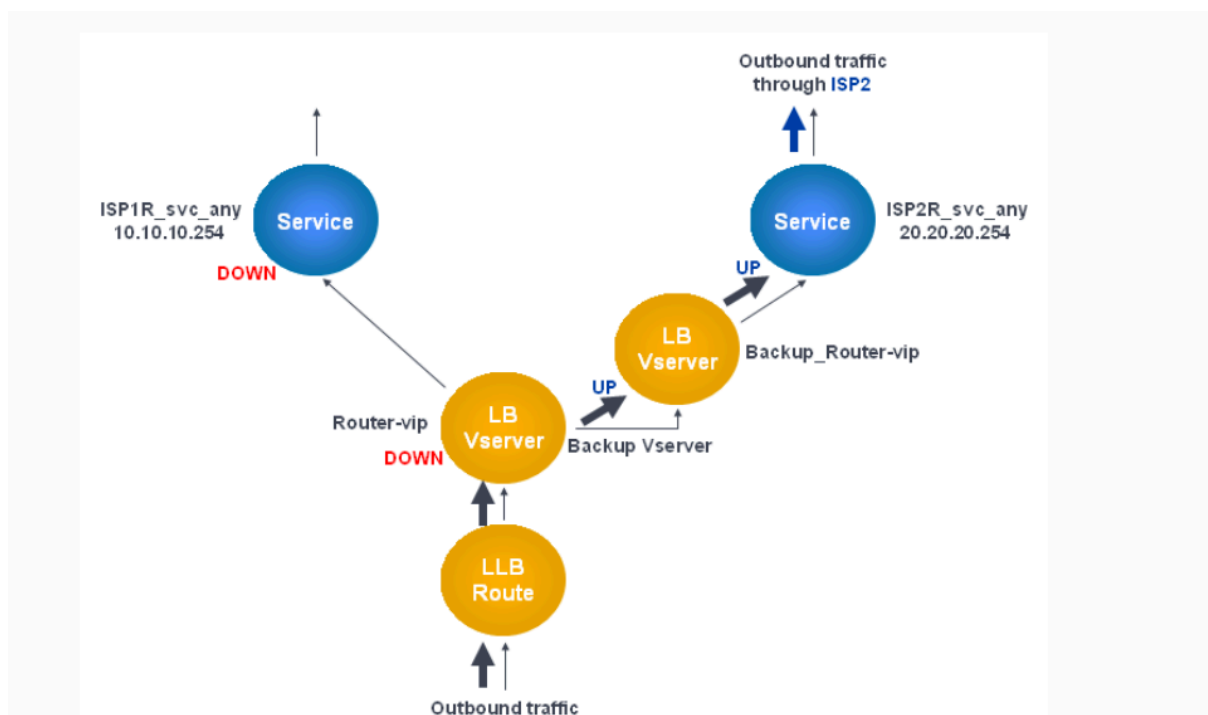 Outbound traffic
through ISP2
ISP1R_svc_any
10.10.10.254
Service
DOWN
Service
ISP2R_svc_any
20.20.20.254
UP
LB
Vserver
Backup_Router-vip
UP
Router-vip
DOWN
LB
Vserver
Backup Vserver
LLB
Route
Outbound traffic